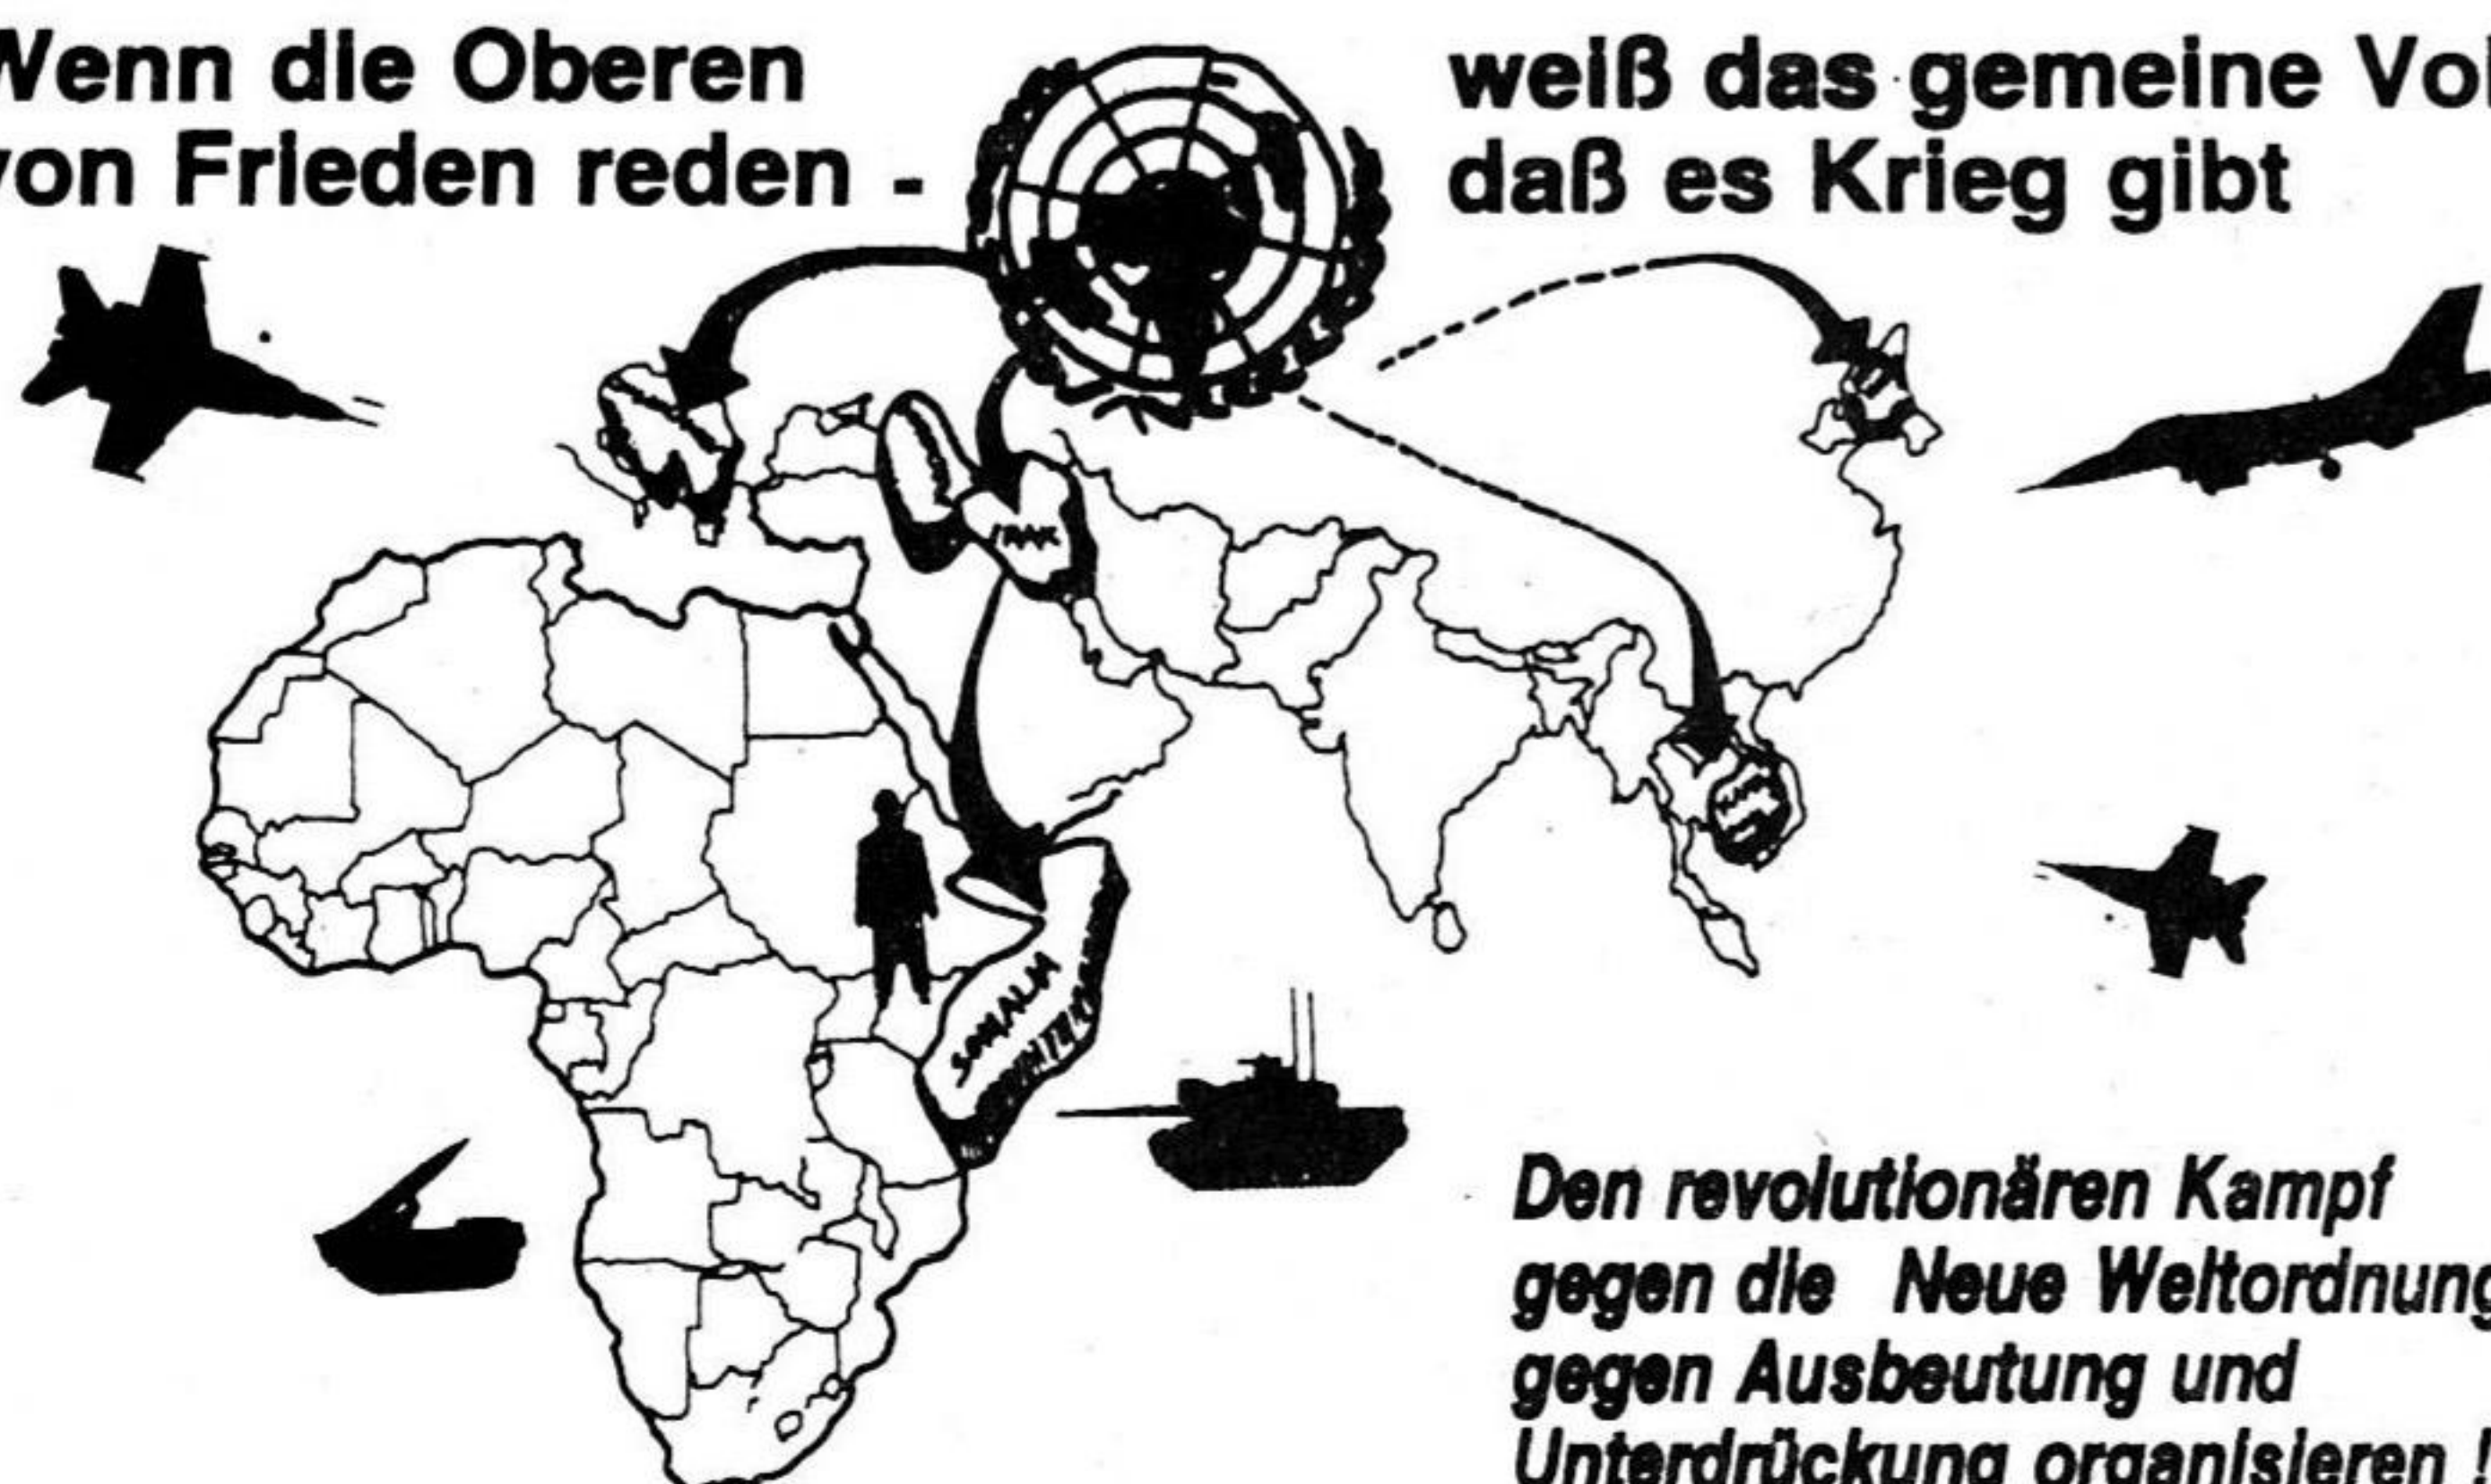 Wenn die Oberen
von Frieden reden -
weiß das gemeine Vol
daß es Krieg gibt
IRAK
SOMALIA
Den revolutionären Kampf
gegen die Neue Weltordnung
gegen Ausbeutung und
Unterdrückung organisieren !